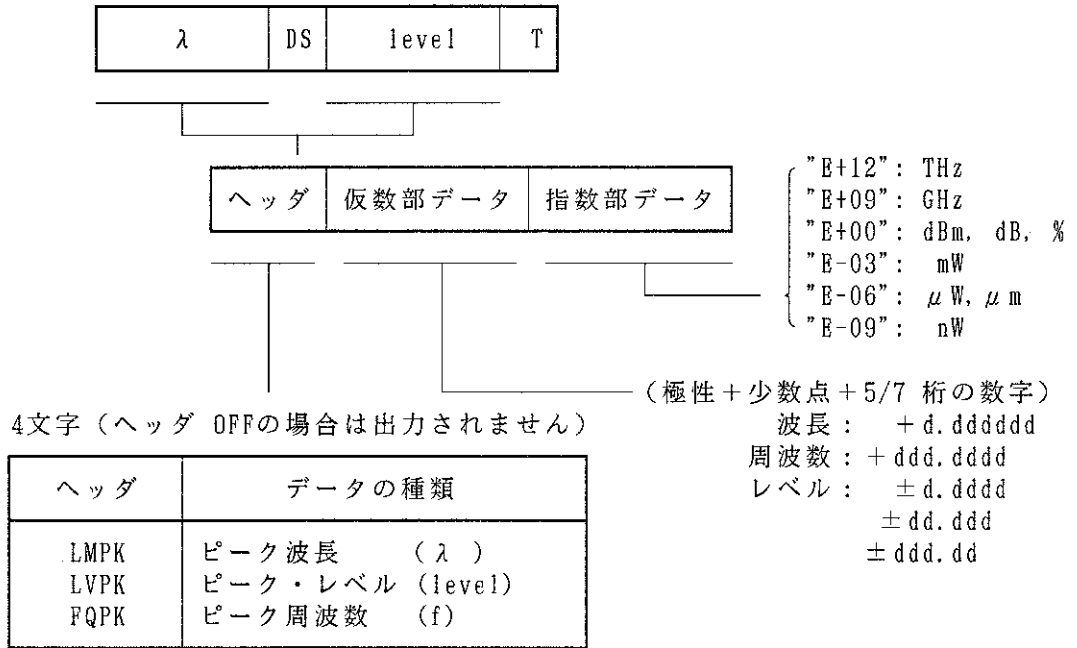 λ DS level T
ヘッダ 仮数部データ 指数部データ
"E+12": THz
"E+09": GHz
"E+00": dBm, dB, %
"E-03": mW
"E-06": μW, μm
"E-09": nW
(極性+少数点+5/7 桁の数字)
波長: +d.dddddd
周波数:+ddd.dddd
レベル: ±d.dddd
±dd.ddd
±ddd.dd
4文字(ヘッダ OFFの場合は出力されません)
ヘッダ データの種類
LMPK ピーク波長 (λ)
LVPK ピーク・レベル (level)
FQPK ピーク周波数 (f)